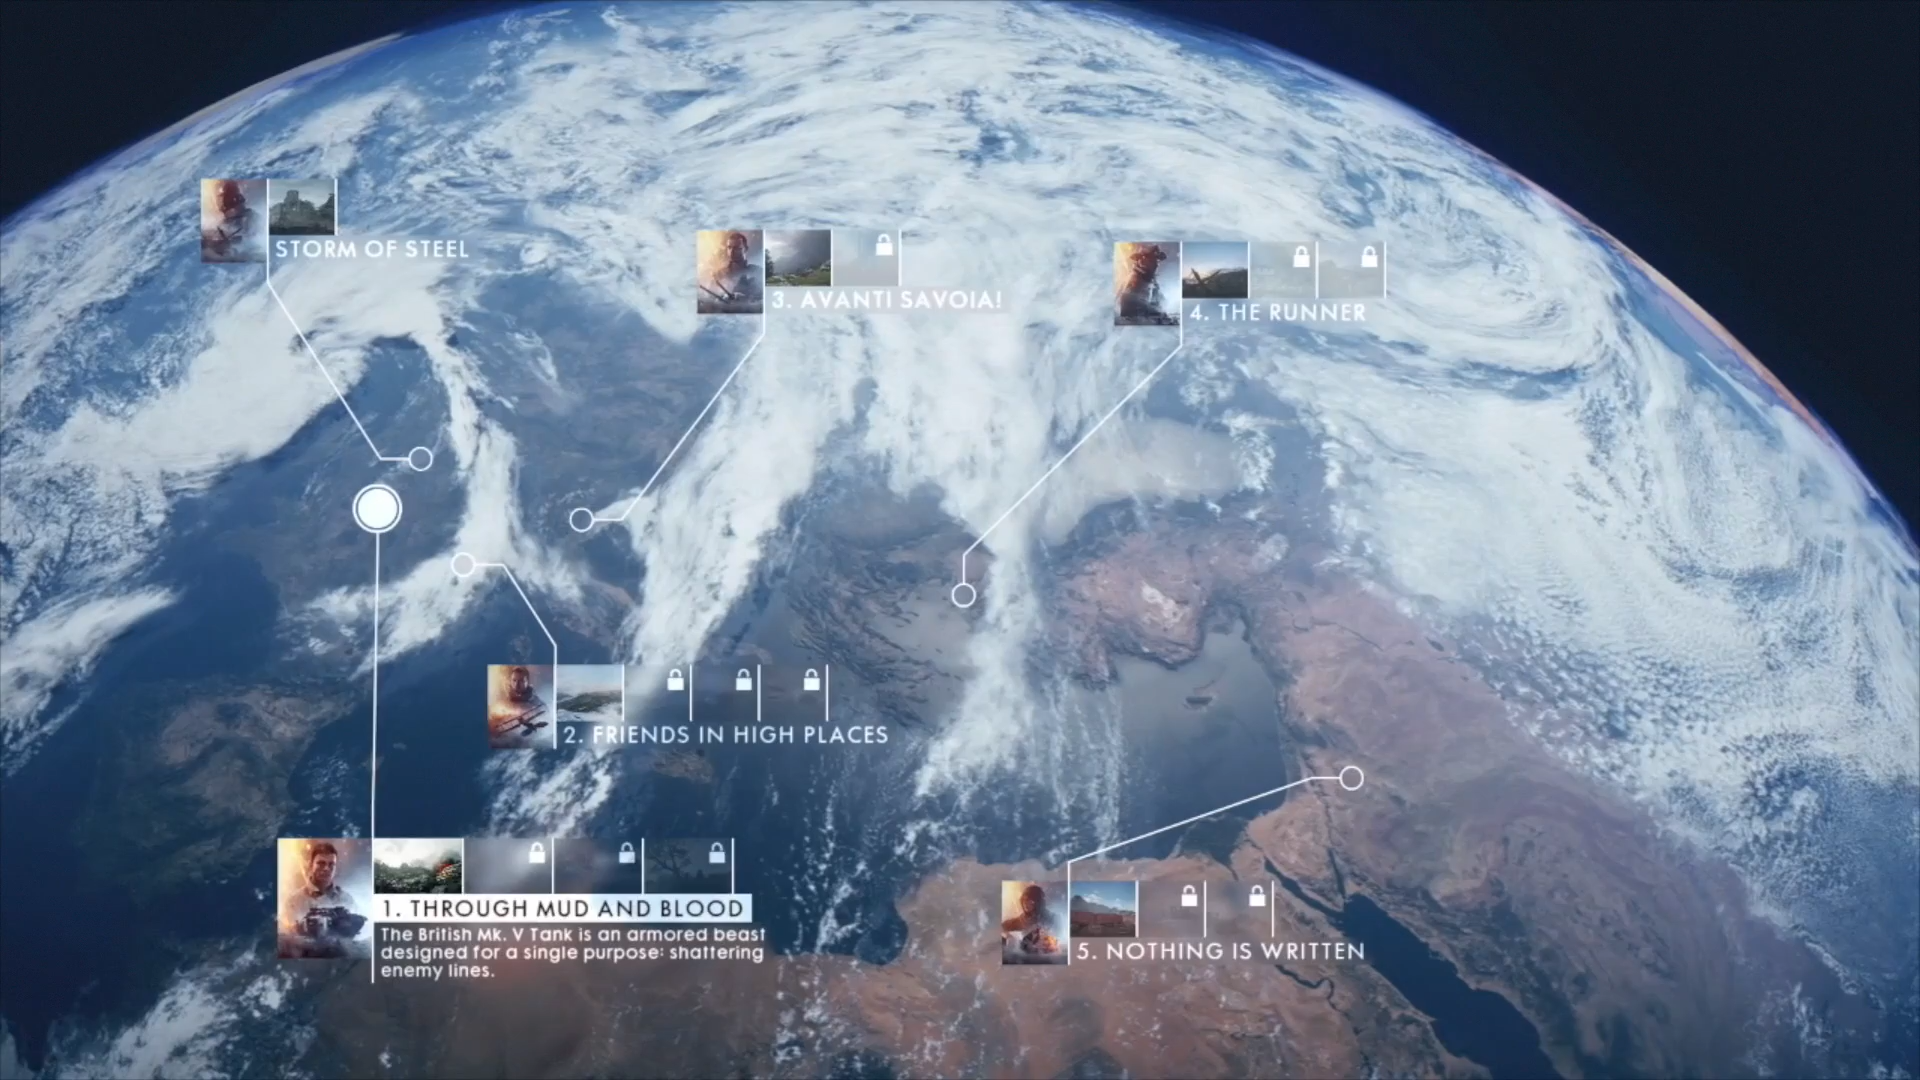 STORM OF STEEL
3. AVANTI SAVOIA!
4. THE RUNNER
2. FRIENDS IN HIGH PLACES
1. THROUGH MUD AND BLOOD
The British Mk. V Tank is an armored beast
designed for a single purpose: shattering
enemy lines.
5. NOTHING IS WRITTEN